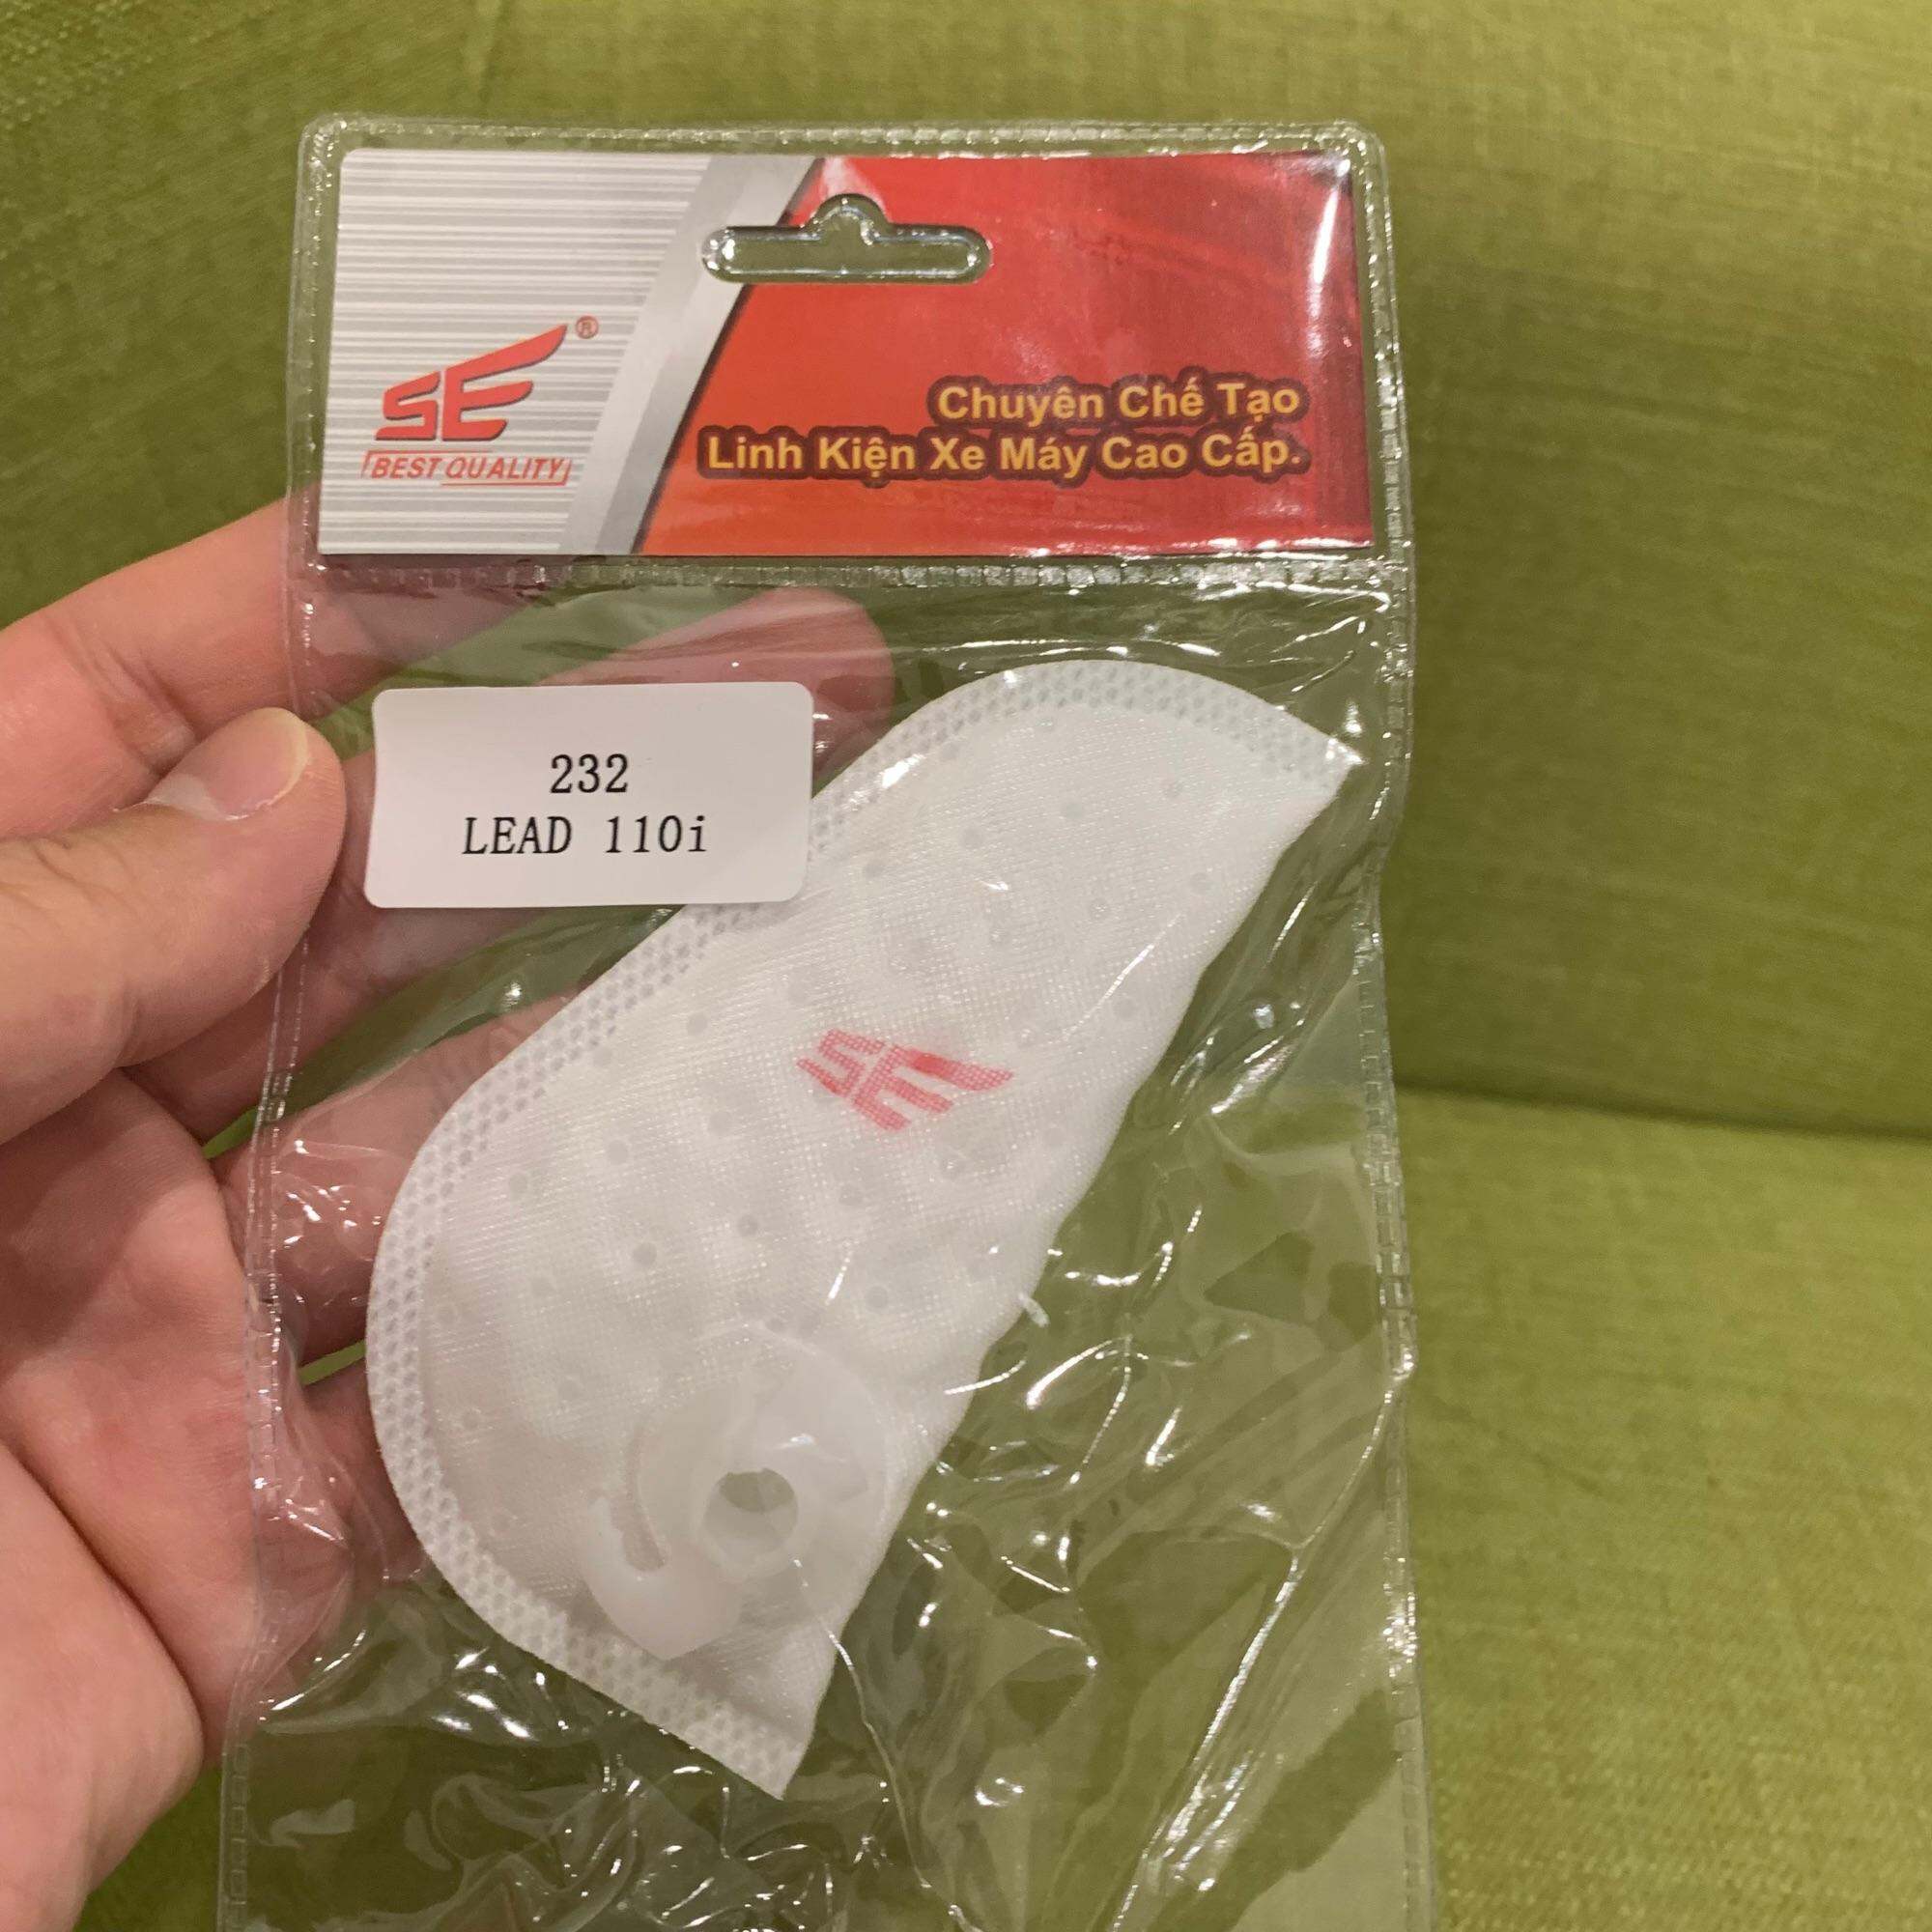 SE ®
BEST QUALITY
Chuyên Chế Tạo
Linh Kiện Xe Máy Cao Cấp.
232
LEAD 110i
SE